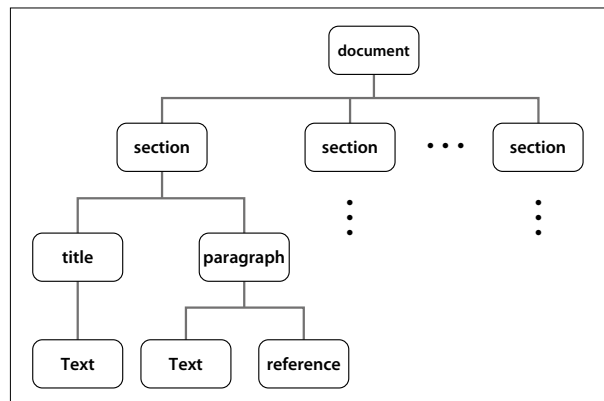 document
section section • • • section
title paragraph
Text Text reference